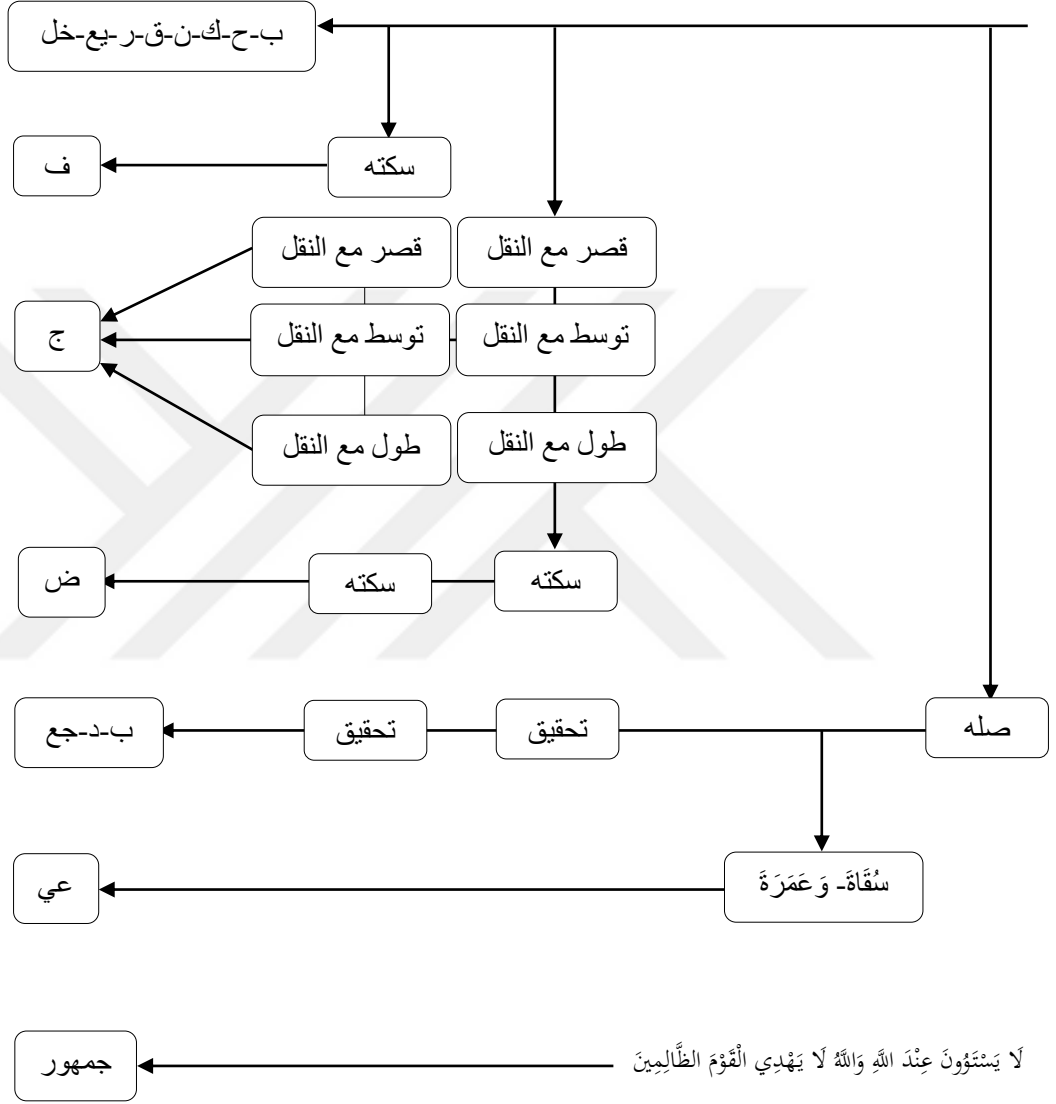 ب-ح-ك-ن-ق-ر-يع-خل
سكته
ف
قصر مع النقل
قصر مع النقل
توسط مع النقل
توسط مع النقل
ج
طول مع النقل
طول مع النقل
سكته
سكته
ض
صله
تحقيق
تحقيق
ب-د-جع
سُقَاةَ- وَعَمَرَةَ
عي
لَا يَسْتَوُونَ عِنْدَ اللَّهِ وَاللَّهُ لَا يَهْدِي الْقَوْمَ الظَّالِمِينَ
جمهور